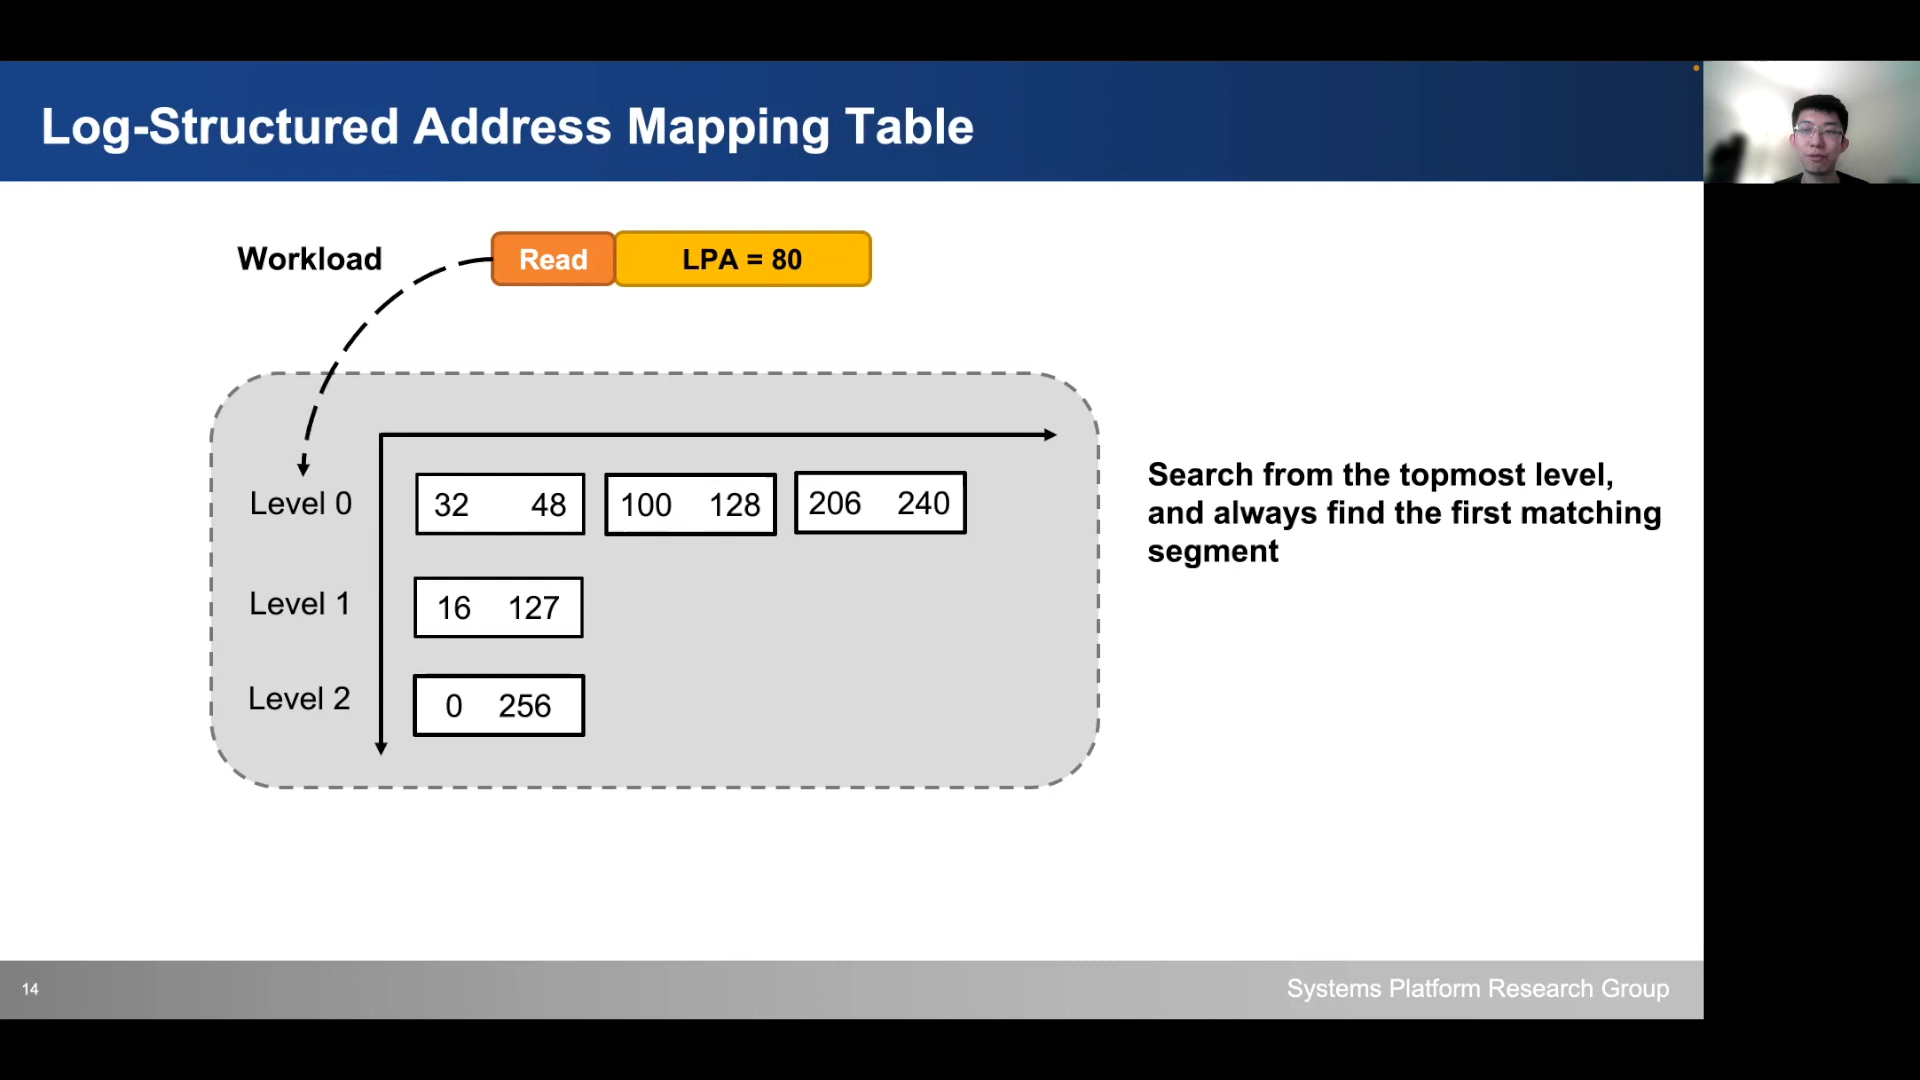 Log-Structured Address Mapping Table
Workload
Read
LPA = 80
Level 0
32 48
100 128
206 240
Level 1
16 127
Level 2
0 256
Search from the topmost level,
and always find the first matching
segment
14
Systems Platform Research Group